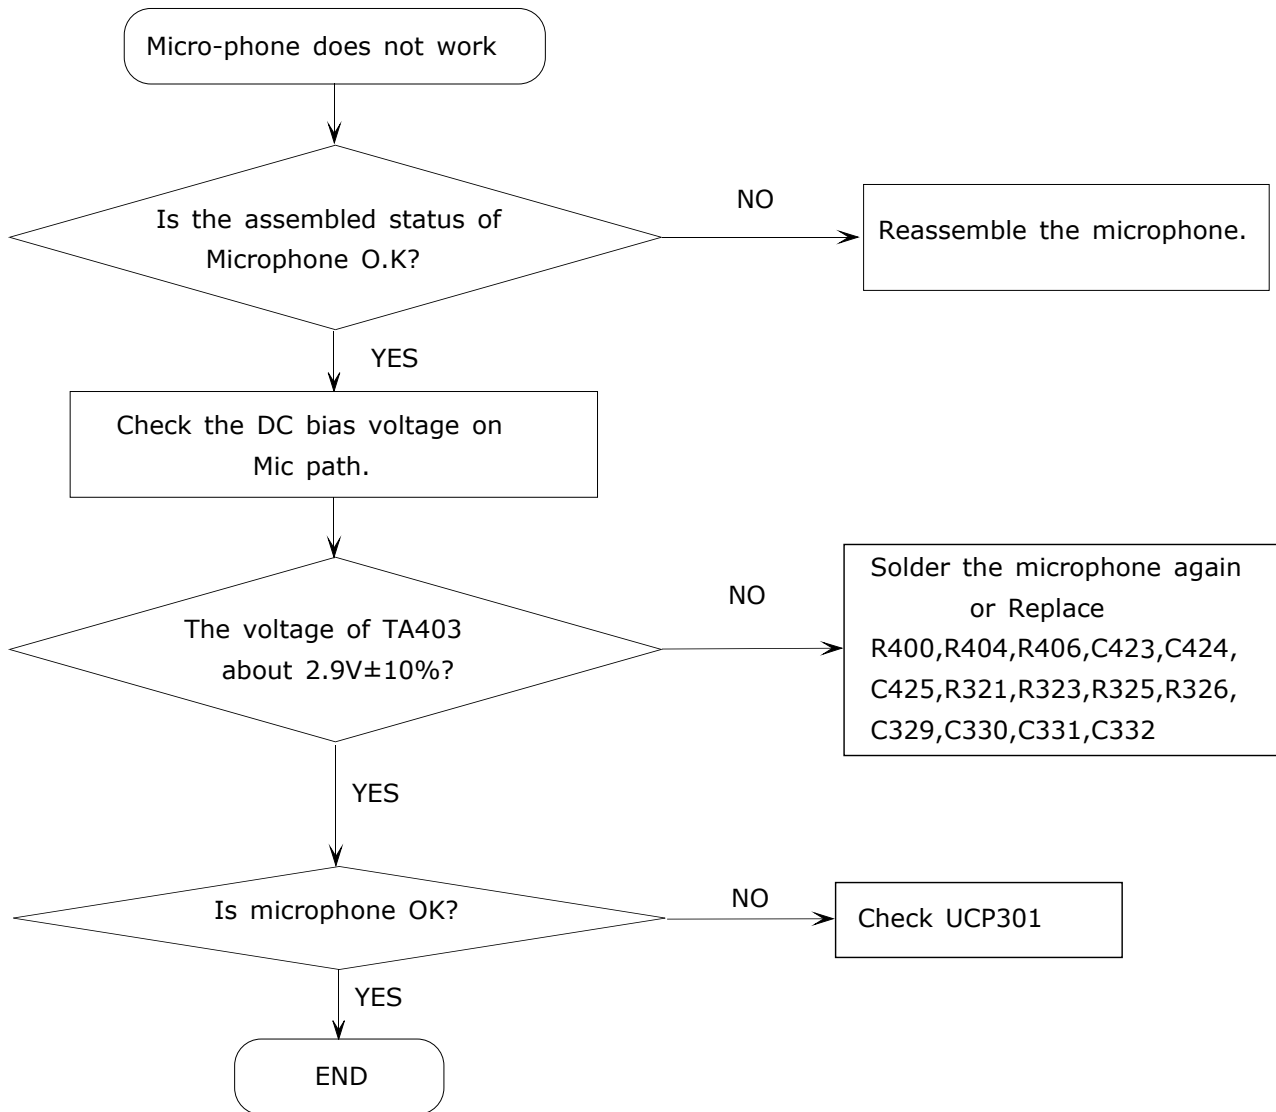 Micro-phone does not work
Is the assembled status of
Microphone O.K?
NO
Reassemble the microphone.
YES
Check the DC bias voltage on
Mic path.
The voltage of TA403
about 2.9V±10%?
NO
Solder the microphone again
or Replace
R400,R404,R406,C423,C424,
C425,R321,R323,R325,R326,
C329,C330,C331,C332
YES
Is microphone OK?
NO
Check UCP301
YES
END